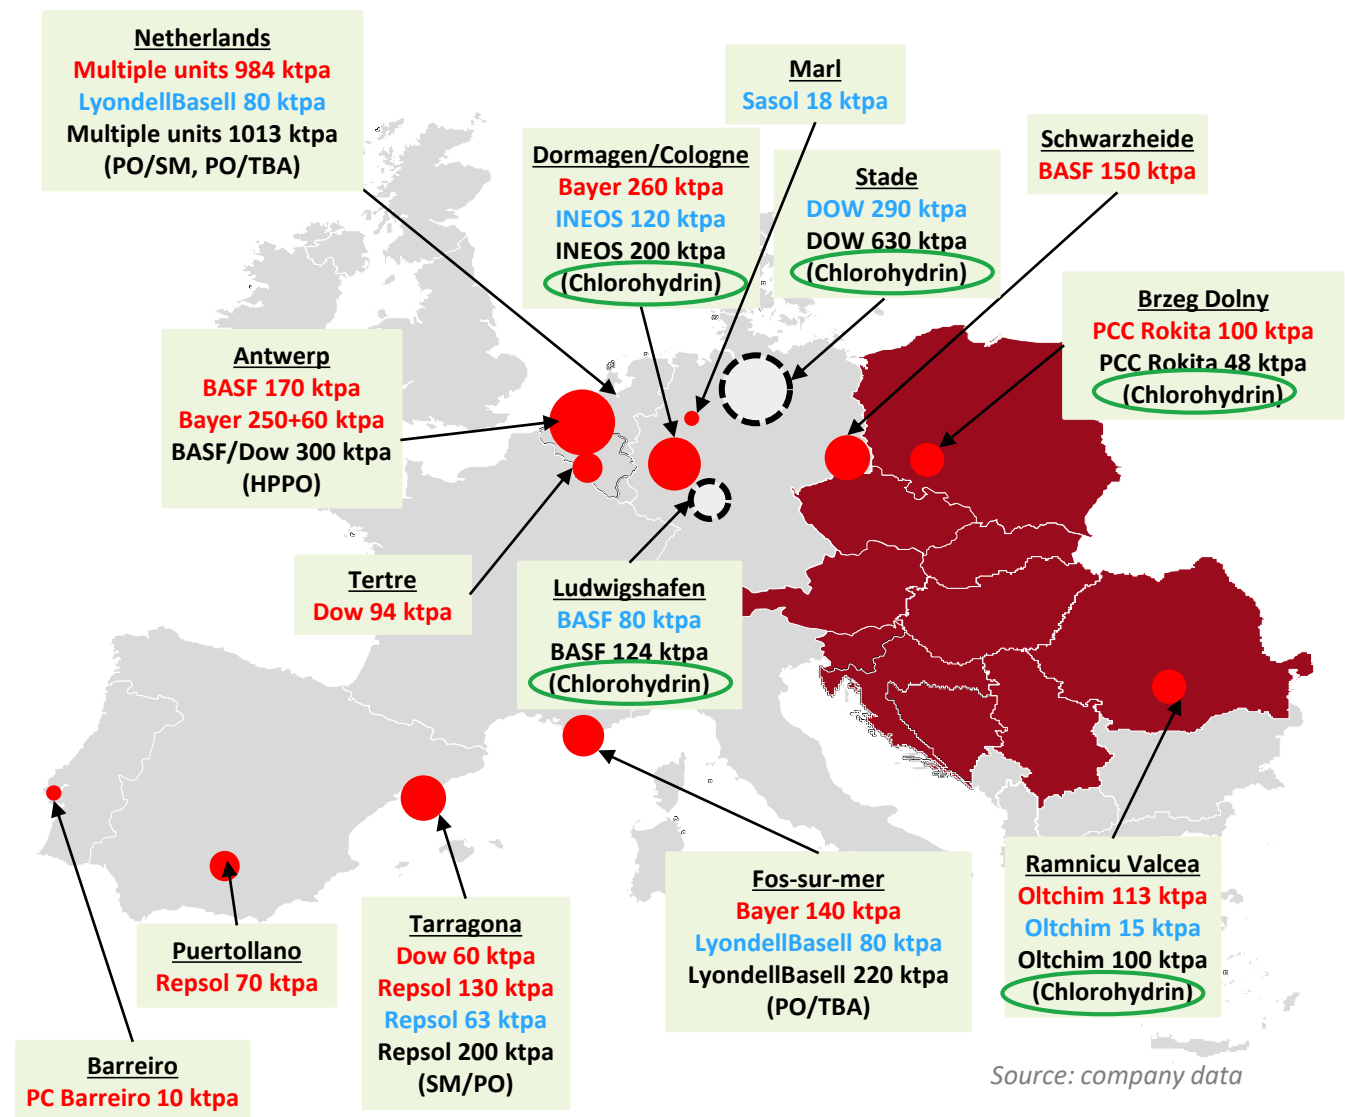 Netherlands
Multiple units 984 ktpa
LyondellBasell 80 ktpa
Multiple units 1013 ktpa
(PO/SM, PO/TBA)
Marl
Sasol 18 ktpa
Dormagen/Cologne
Bayer 260 ktpa
INEOS 120 ktpa
INEOS 200 ktpa
(Chlorohydrin)
Stade
DOW 290 ktpa
DOW 630 ktpa
(Chlorohydrin)
Schwarzheide
BASF 150 ktpa
Brzeg Dolny
PCC Rokita 100 ktpa
PCC Rokita 48 ktpa
(Chlorohydrin)
Antwerp
BASF 170 ktpa
Bayer 250+60 ktpa
BASF/Dow 300 ktpa
(HPPO)
Tertre
Dow 94 ktpa
Ludwigshafen
BASF 80 ktpa
BASF 124 ktpa
(Chlorohydrin)
Puertollano
Repsol 70 ktpa
Barreiro
PC Barreiro 10 ktpa
Tarragona
Dow 60 ktpa
Repsol 130 ktpa
Repsol 63 ktpa
Repsol 200 ktpa
(SM/PO)
Fos-sur-mer
Bayer 140 ktpa
LyondellBasell 80 ktpa
LyondellBasell 220 ktpa
(PO/TBA)
Ramnicu Valcea
Oltchim 113 ktpa
Oltchim 15 ktpa
Oltchim 100 ktpa
(Chlorohydrin)
Source: company data